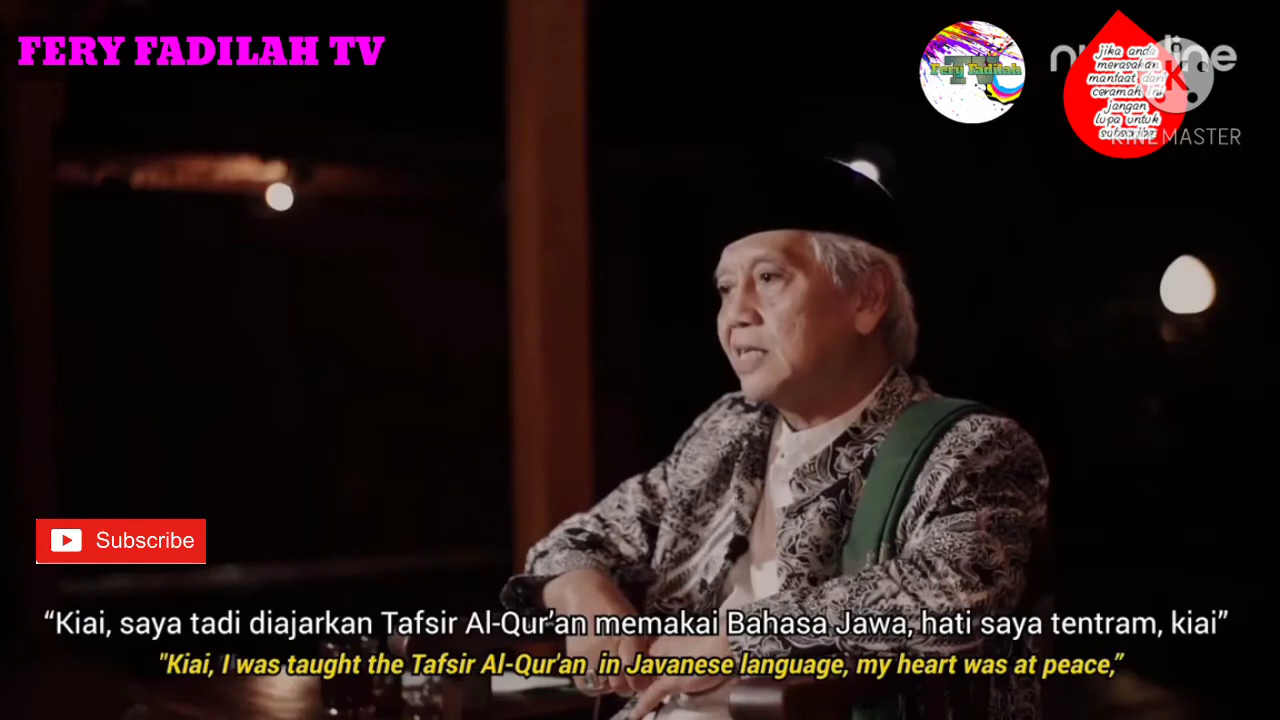 FERY FADILAH TV
Fery Fadilah
TV
jika anda
merasakan
manfaat dari
ceramah ini
jangan
lupa untuk
subscribe
KINEMASTER
Subscribe
“Kiai, saya tadi diajarkan Tafsir Al-Qur’an memakai Bahasa Jawa, hati saya tentram, kiai”
"Kiai, I was taught the Tafsir Al-Qur'an in Javanese language, my heart was at peace,”